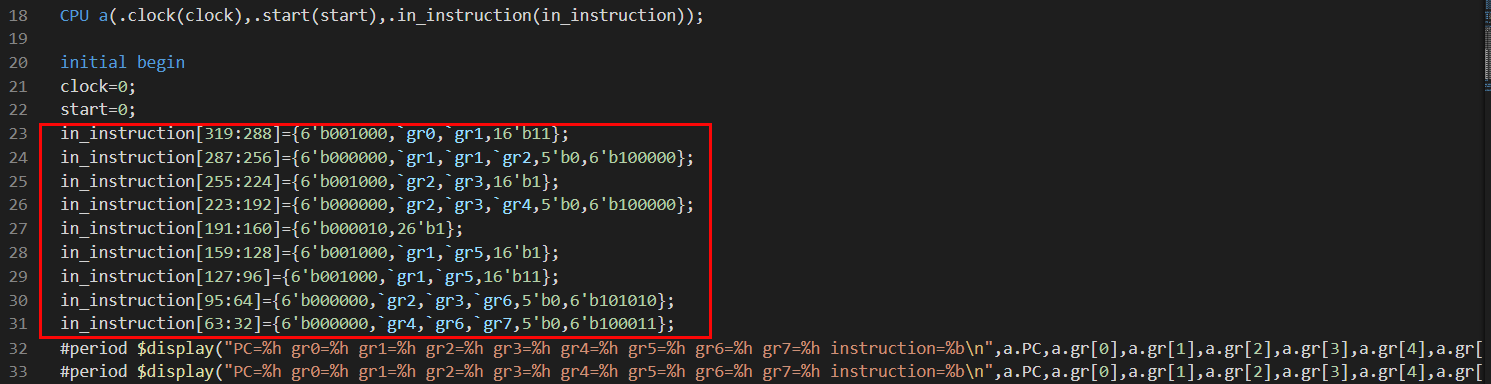 18 CPU a(.clock(clock),.start(start),.in_instruction(in_instruction));
19
20 initial begin
21 clock=0;
22 start=0;
23 in_instruction[319:288]={6'b001000,`gr0,`gr1,16'b11};
24 in_instruction[287:256]={6'b000000,`gr1,`gr1,`gr2,5'b0,6'b100000};
25 in_instruction[255:224]={6'b001000,`gr2,`gr3,16'b1};
26 in_instruction[223:192]={6'b000000,`gr2,`gr3,`gr4,5'b0,6'b100000};
27 in_instruction[191:160]={6'b000010,26'b1};
28 in_instruction[159:128]={6'b001000,`gr1,`gr5,16'b1};
29 in_instruction[127:96]={6'b001000,`gr1,`gr5,16'b11};
30 in_instruction[95:64]={6'b000000,`gr2,`gr3,`gr6,5'b0,6'b101010};
31 in_instruction[63:32]={6'b000000,`gr4,`gr6,`gr7,5'b0,6'b100011};
32 #period $display("PC=%h gr0=%h gr1=%h gr2=%h gr3=%h gr4=%h gr5=%h gr6=%h gr7=%h instruction=%b\n",a.PC,a.gr[0],a.gr[1],a.gr[2],a.gr[3],a.gr[4],a.gr[
33 #period $display("PC=%h gr0=%h gr1=%h gr2=%h gr3=%h gr4=%h gr5=%h gr6=%h gr7=%h instruction=%b\n",a.PC,a.gr[0],a.gr[1],a.gr[2],a.gr[3],a.gr[4],a.gr[